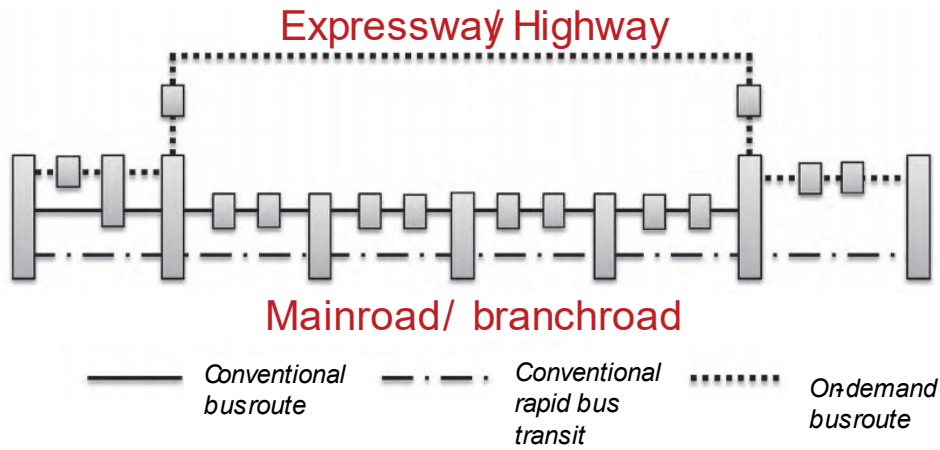 Expressway/ Highway
Mainroad/ branchroad
Conventional
busroute
Conventional
rapid bus
transit
On-demand
busroute